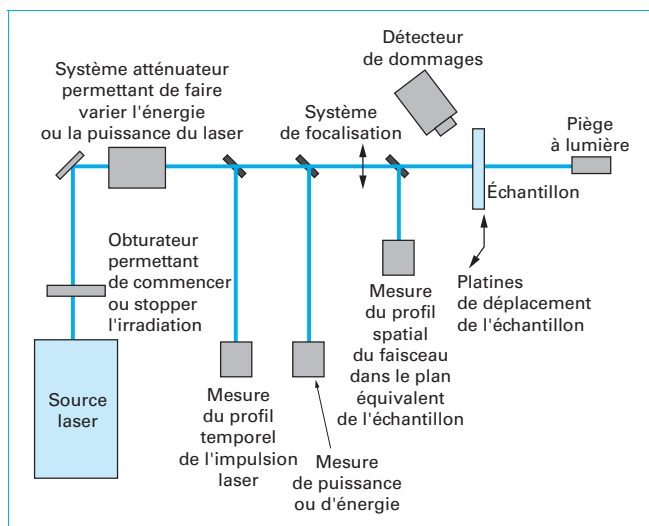 Système atténuateur
permettant de faire
varier l'énergie
ou la puissance du laser
Système
de focalisation
Détecteur
de dommages
Piège
à lumière
Échantillon
Obturateur
permettant
de commencer
ou stopper
l'irradiation
Platines
de déplacement
de l'échantillon
Source
laser
Mesure
du profil
temporel
de l'impulsion
laser
Mesure
de puissance
ou d'énergie
Mesure
du profil
spatial
du faisceau
dans le plan
équivalent
de l'échantillon